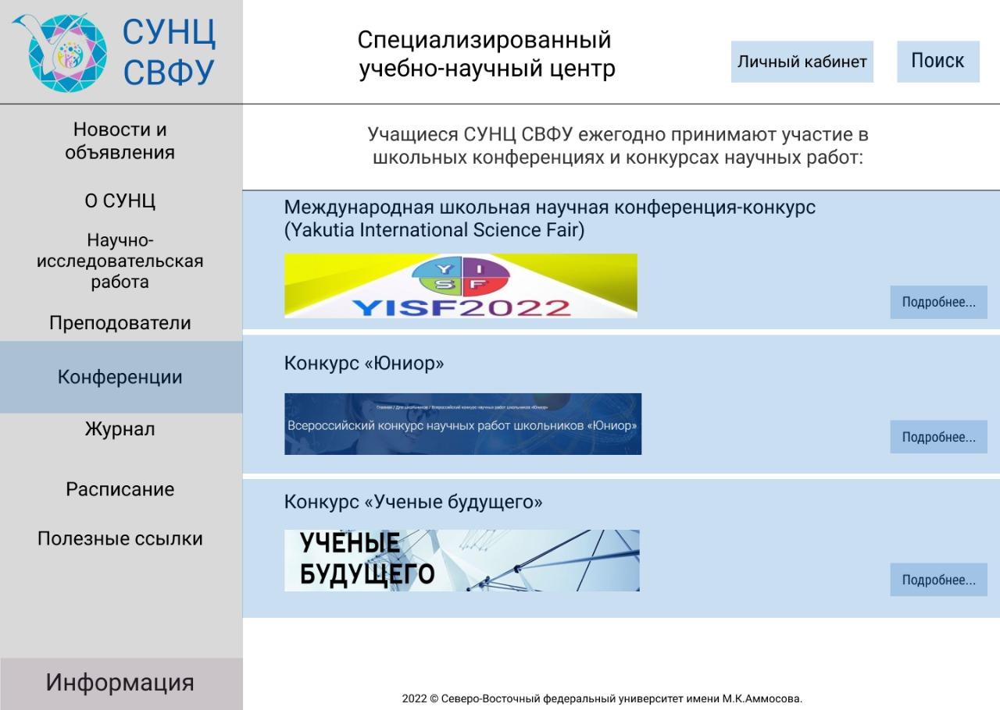 СУНЦ
СВФУ
Специализированный
учебно-научный центр
Личный кабинет
Поиск
Новости и
объявления
О СУНЦ
Научно-
исследовательская
работа
Преподователи
Конференции
Журнал
Расписание
Полезные ссылки
Информация
Учащиеся СУНЦ СВФУ ежегодно принимают участие в
школьных конференциях и конкурсах научных работ:
Международная школьная научная конференция-конкурс
(Yakutia International Science Fair)
Y I
S F
YISF2022
Подробнее...
Конкурс «Юниор»
Главная / Для школьников / Всероссийский конкурс научных работ школьников «Юниор»
Всероссийский конкурс научных работ школьников «Юниор»
Подробнее...
Конкурс «Ученые будущего»
УЧЕНЫЕ
БУДУЩЕГО
Подробнее...
2022 © Северо-Восточный федеральный университет имени М.К.Аммосова.